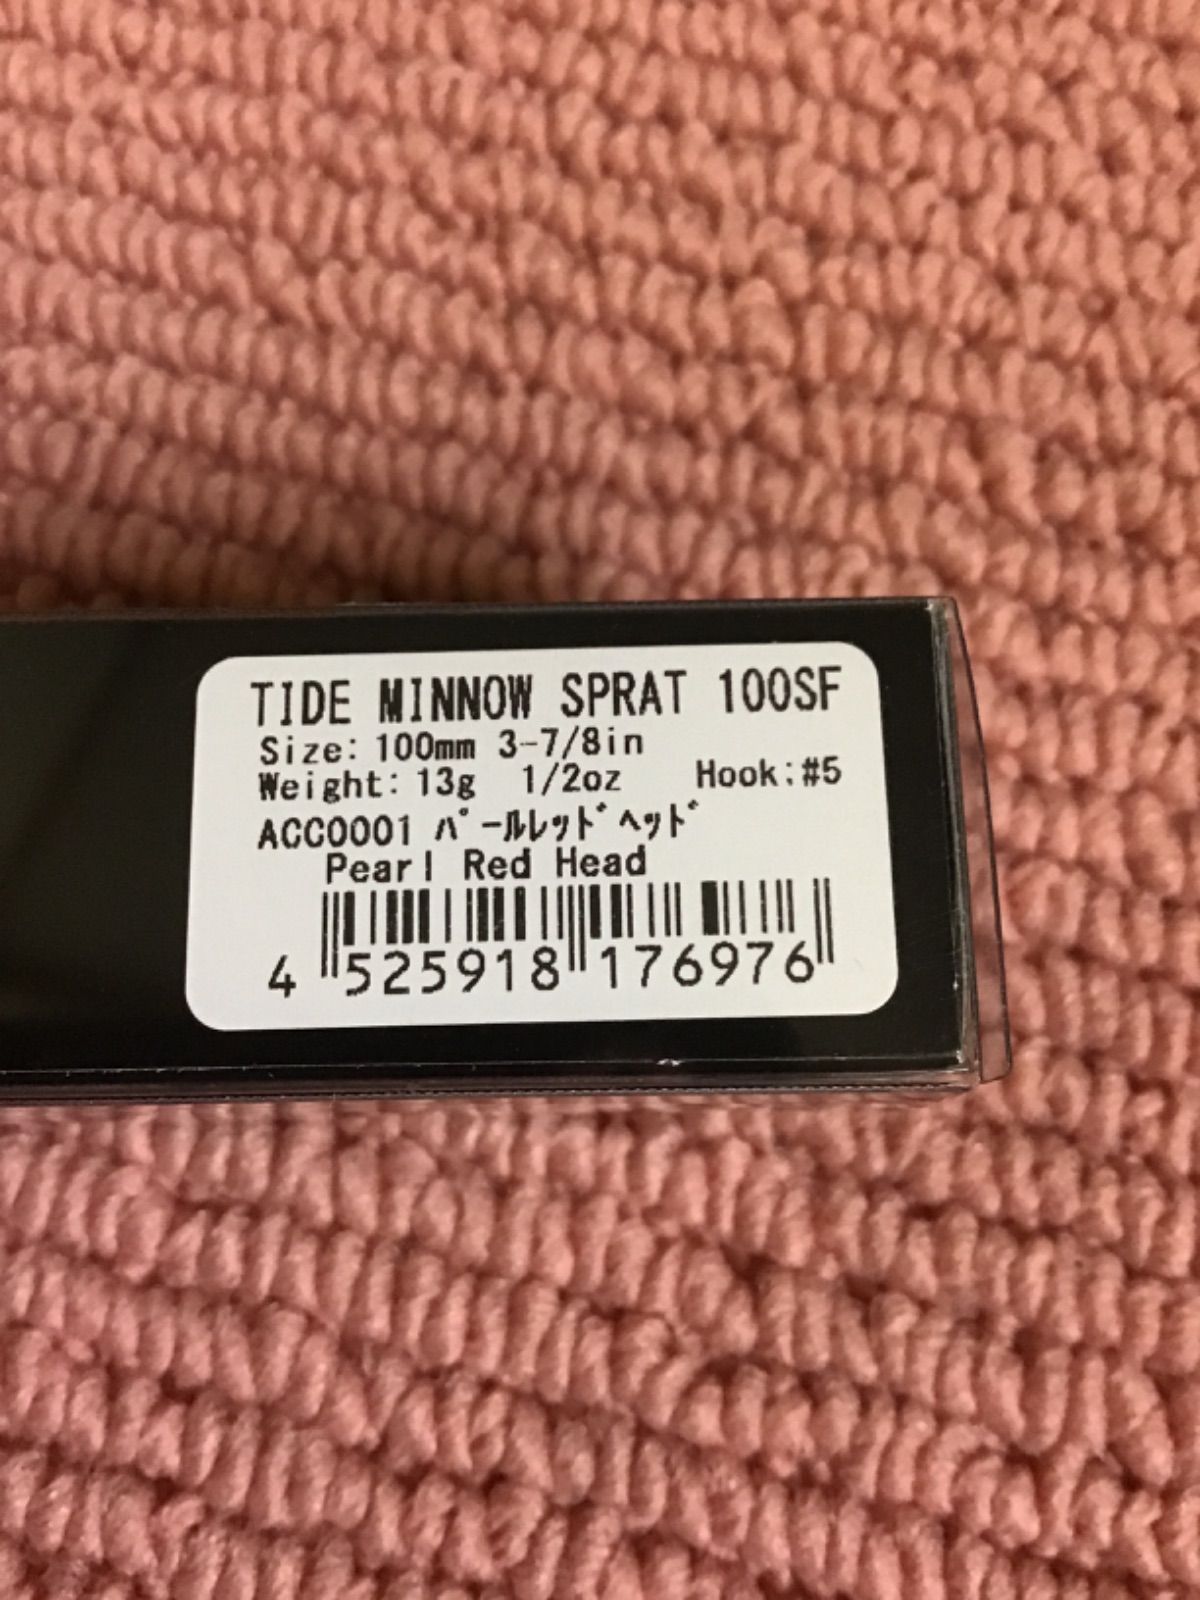 TIDE MINNOW SPRAT 100SF
Size: 100mm 3-7/8in
Weight: 13g 1/2oz Hook:#5
ACC0001 ﾊﾟｰﾙﾚｯﾄﾞﾍｯﾄﾞ
Pearl Red Head
4 525918 176976